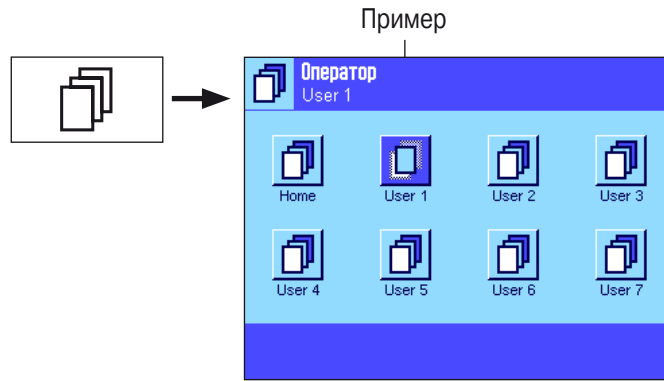 Пример
Оператор
User 1
Home User 1 User 2 User 3
User 4 User 5 User 6 User 7